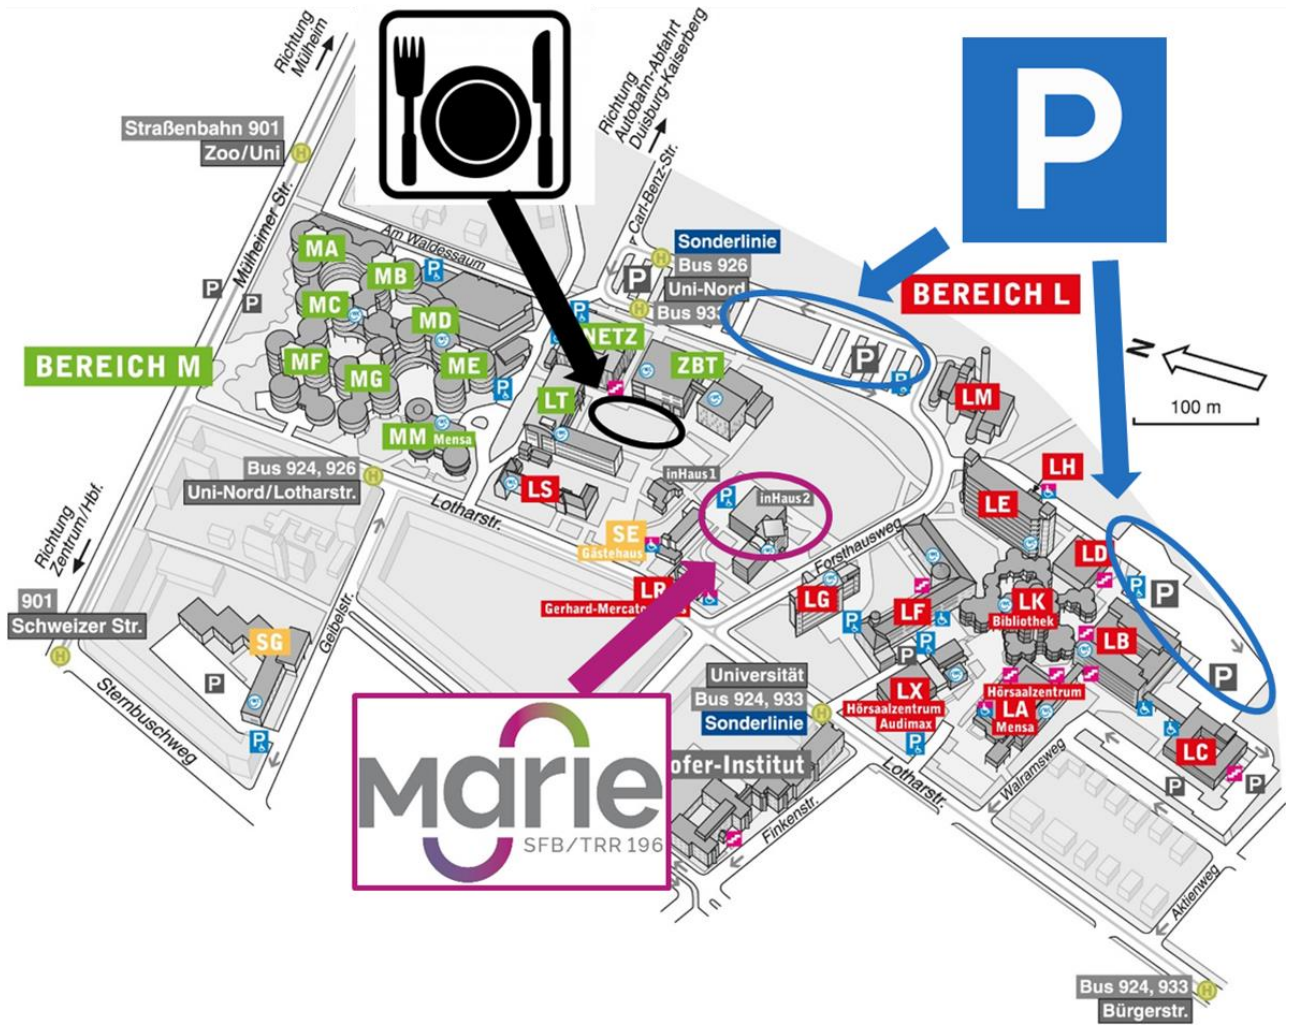 Richtung
Mülheim
Richtung
Autobahn-Abfahrt
Duisburg-Kaiserberg
P
Straßenbahn 901
Zoo/Uni
H
Carl-Benz-Str.
Mülheimer Str.
Am Waldessaum
MA
MB
MC
MD
MF
MG
ME
MM Mensa
BEREICH M
P
P
P
P
H
Sonderlinie
Bus 926
Uni-Nord
H
Bus 933
P
BEREICH L
P
P
P
N
100 m
NETZ
ZBT
LT
LM
P
Bus 924, 926
Uni-Nord/Lotharstr.
H
Lotharstr.
LS
inHaus1
inHaus2
P
SE
Gästehaus
LR
Gerhard-Mercato
Forsthausweg
LH
LE
LD
P
P
P
LG
LF
LK
Bibliothek
LB
P
P
P
LX
Hörsaalzentrum
Audimax
P
Hörsaalzentrum
LA
Mensa
LC
P
P
Richtung
Zentrum/Hbf.
901
Schweizer Str.
H
SG
P
P
Geibelstr.
Sternbuschweg
Universität
Bus 924, 933
Sonderlinie
H
ofer-Institut
Finkenstr.
Lotharstr.
Walramsweg
Aktienweg
Marie
SFB/TRR 196
Bus 924, 933
Bürgerstr.
H